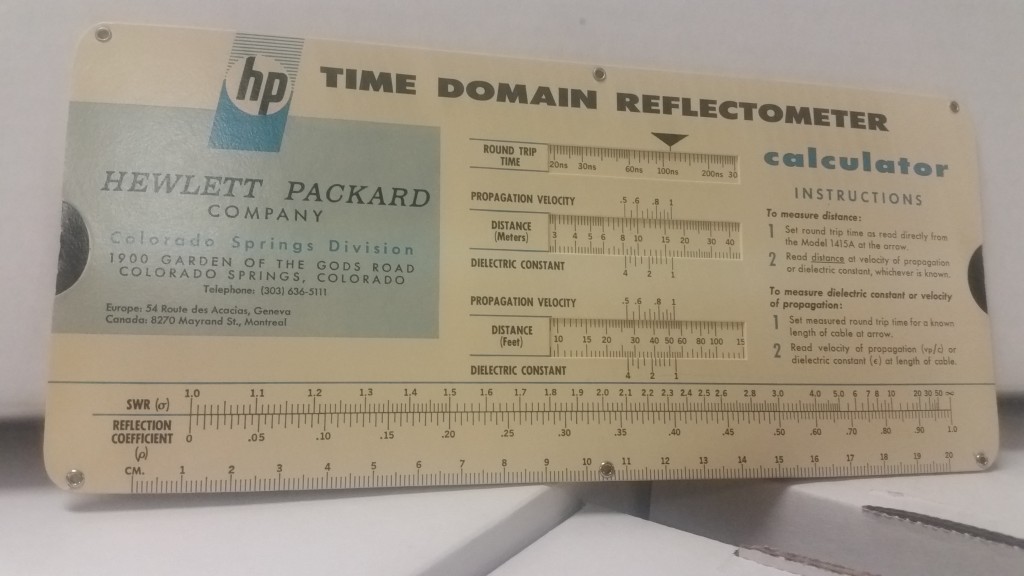 hp
TIME DOMAIN REFLECTOMETER
calculator
HEWLETT PACKARD
COMPANY
Colorado Springs Division
1900 GARDEN OF THE GODS ROAD
COLORADO SPRINGS, COLORADO
Telephone: (303) 636-5111
Europe: 54 Route des Acacias, Geneva
Canada: 8270 Mayrand St., Montreal
ROUND TRIP
TIME
20ns 30ns 60ns 100ns 200ns 30
PROPAGATION VELOCITY .5 .6 .8 1
DISTANCE
(Meters)
3 4 5 6 8 10 15 20 30 40
DIELECTRIC CONSTANT 4 2 1
PROPAGATION VELOCITY .5 .6 .8 1
DISTANCE
(Feet)
10 15 20 30 40 50 60 80 100 15
DIELECTRIC CONSTANT 4 2 1
INSTRUCTIONS
To measure distance:
1 Set round trip time as read directly from
the Model 1415A at the arrow.
2 Read distance at velocity of propagation
or dielectric constant, whichever is known.
To measure dielectric constant or velocity
of propagation:
1 Set measured round trip time for a known
length of cable at arrow.
2 Read velocity of propagation (vp/c) or
dielectric constant (ε) at length of cable.
SWR (σ) 1.0 1.1 1.2 1.3 1.4 1.5 1.6 1.7 1.8 1.9 2.0 2.1 2.2 2.3 2.4 2.5 2.6 2.8 3.0 4.0 5.0 6 7 8 10 20 30 50 ∞
REFLECTION
COEFFICIENT
(ρ)
0 .05 .10 .15 .20 .25 .30 .35 .40 .45 .50 .60 .70 .80 .90 1.0
CM. 1 2 3 4 5 6 7 8 9 10 11 12 13 14 15 16 17 18 19 20